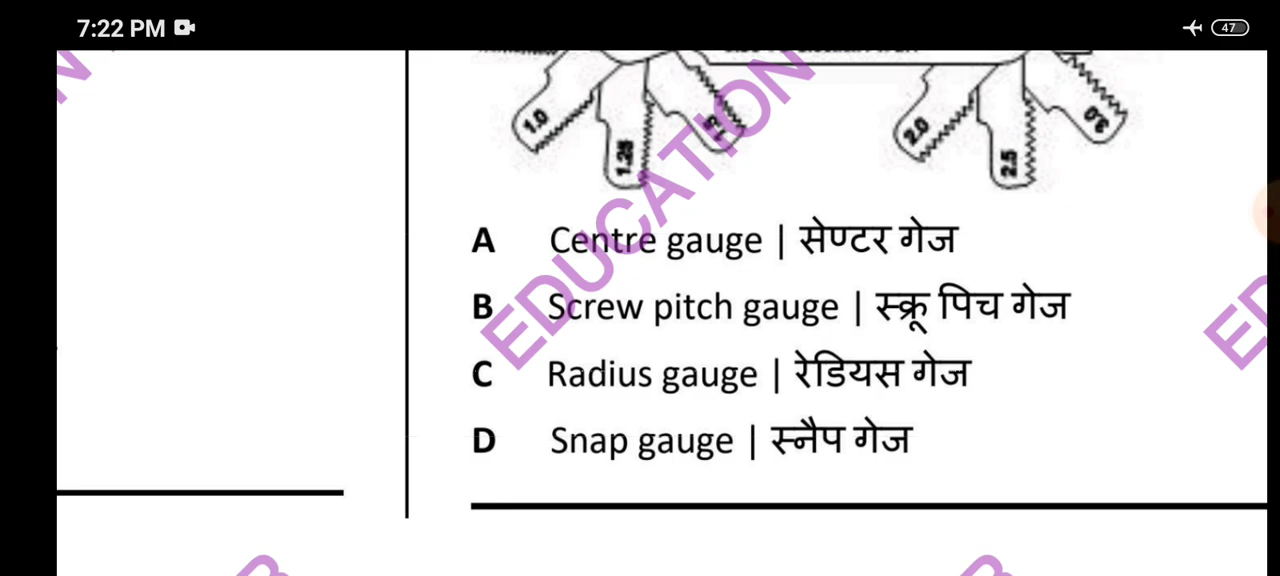 7:22 PM
47
1.0
1.25
1.5
2.0
2.5
3.0
EDUCATION
A Centre gauge | सेण्टर गेज
B Screw pitch gauge | स्क्रू पिच गेज
C Radius gauge | रेडियस गेज
D Snap gauge | स्नैप गेज